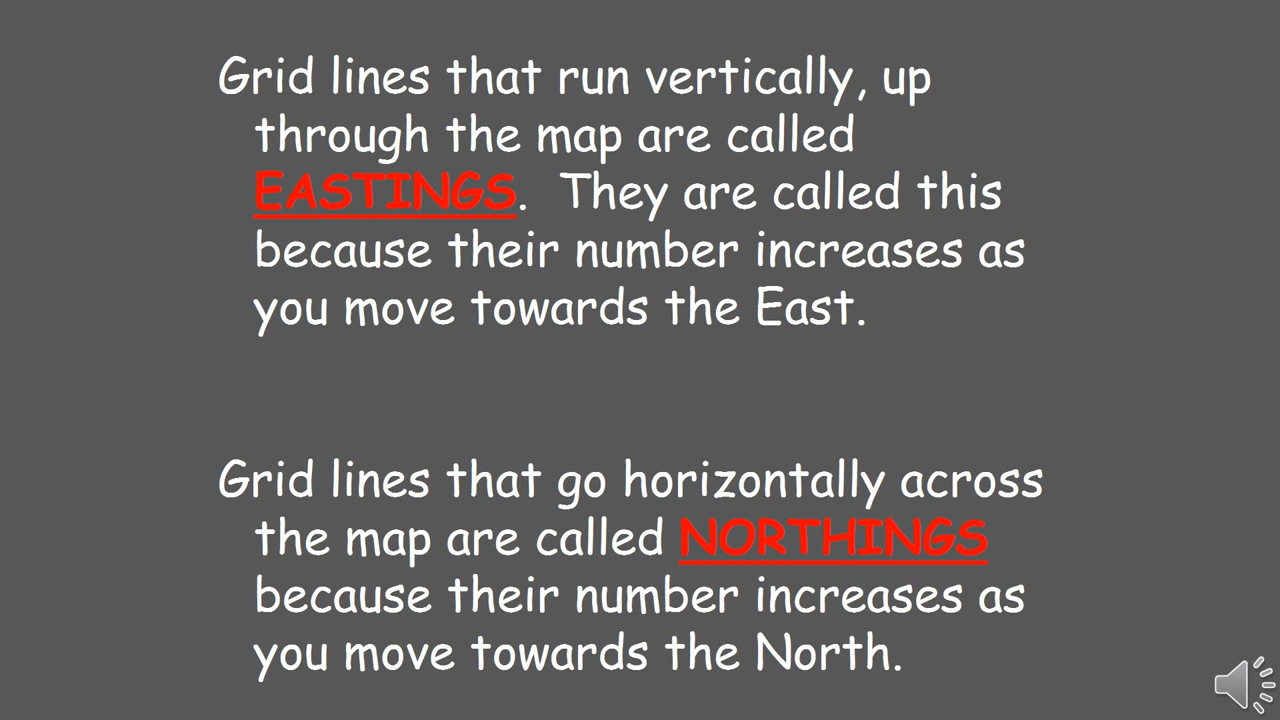 Grid lines that run vertically, up
through the map are called
EASTINGS. They are called this
because their number increases as
you move towards the East.
Grid lines that go horizontally across
the map are called NORTHINGS
because their number increases as
you move towards the North.